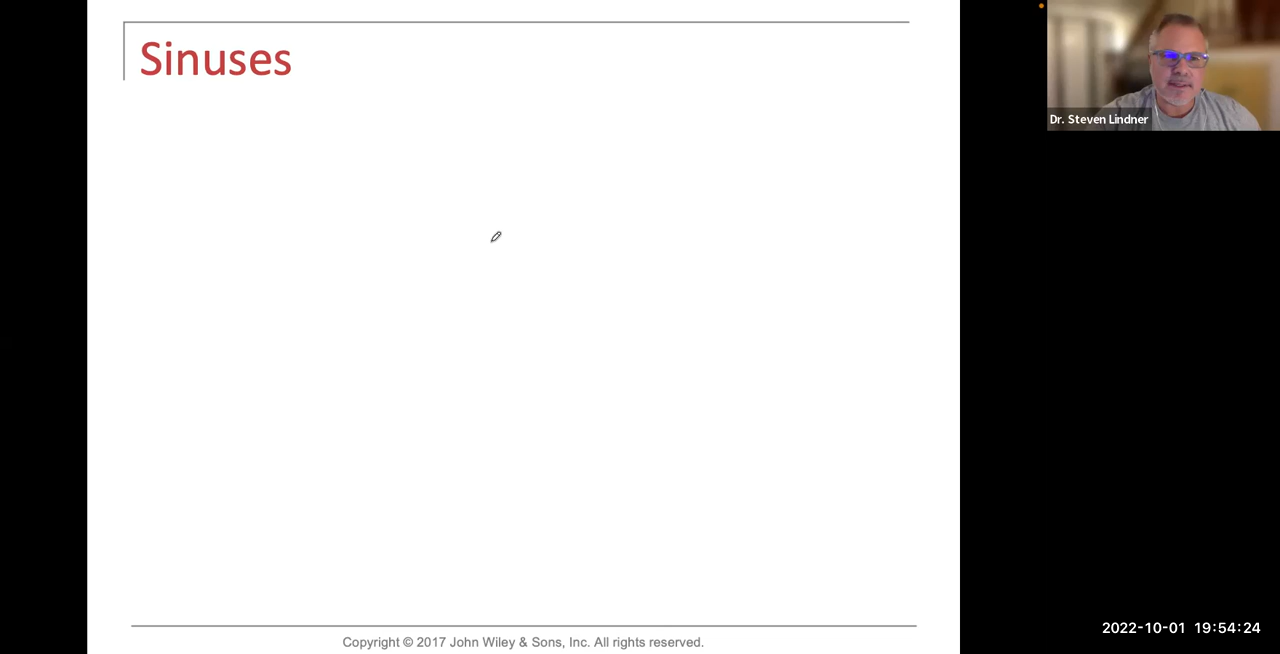 Sinuses
Dr. Steven Lindner
2022-10-01 19:54:24
Copyright © 2017 John Wiley & Sons, Inc. All rights reserved.